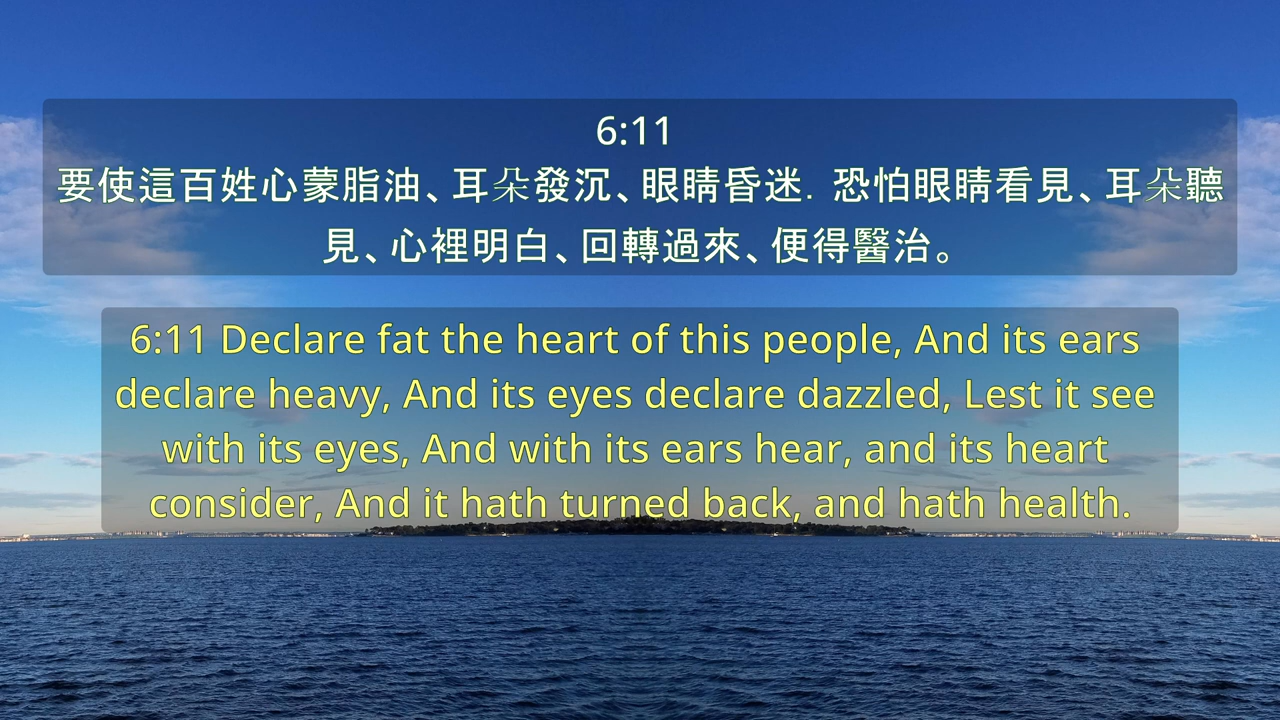 6:11
要使這百姓心蒙脂油、耳朵發沉、眼睛昏迷．恐怕眼睛看見、耳朵聽
見、心裡明白、回轉過來、便得醫治。
6:11 Declare fat the heart of this people, And its ears
declare heavy, And its eyes declare dazzled, Lest it see
with its eyes, And with its ears hear, and its heart
consider, And it hath turned back, and hath health.